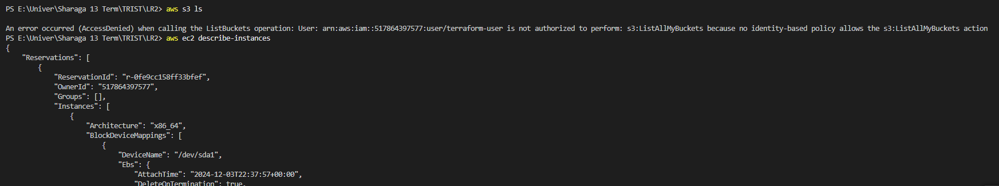 PS E:\Univer\Sharaga 13 Term\TRIST\LR2> aws s3 ls
An error occurred (AccessDenied) when calling the ListBuckets operation: User: arn:aws:iam::517864397577:user/terraform-user is not authorized to perform: s3:ListAllMyBuckets because no identity-based policy allows the s3:ListAllMyBuckets action
PS E:\Univer\Sharaga 13 Term\TRIST\LR2> aws ec2 describe-instances
{
    "Reservations": [
        {
            "ReservationId": "r-0fe9cc158ff33bfef",
            "OwnerId": "517864397577",
            "Groups": [],
            "Instances": [
                {
                    "Architecture": "x86_64",
                    "BlockDeviceMappings": [
                        {
                            "DeviceName": "/dev/sda1",
                            "Ebs": {
                                "AttachTime": "2024-12-03T22:37:57+00:00",
                                "DeleteOnTermination": true,